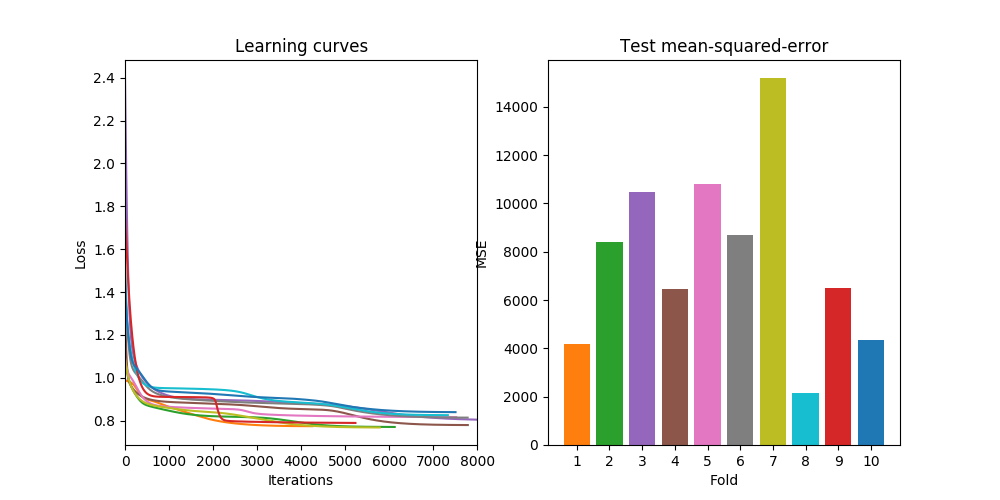 Learning curves
Loss
2.4
2.2
2.0
1.8
1.6
1.4
1.2
1.0
0.8
0 1000 2000 3000 4000 5000 6000 7000 8000
Iterations
Test mean-squared-error
MSE
14000
12000
10000
8000
6000
4000
2000
0
1 2 3 4 5 6 7 8 9 10
Fold